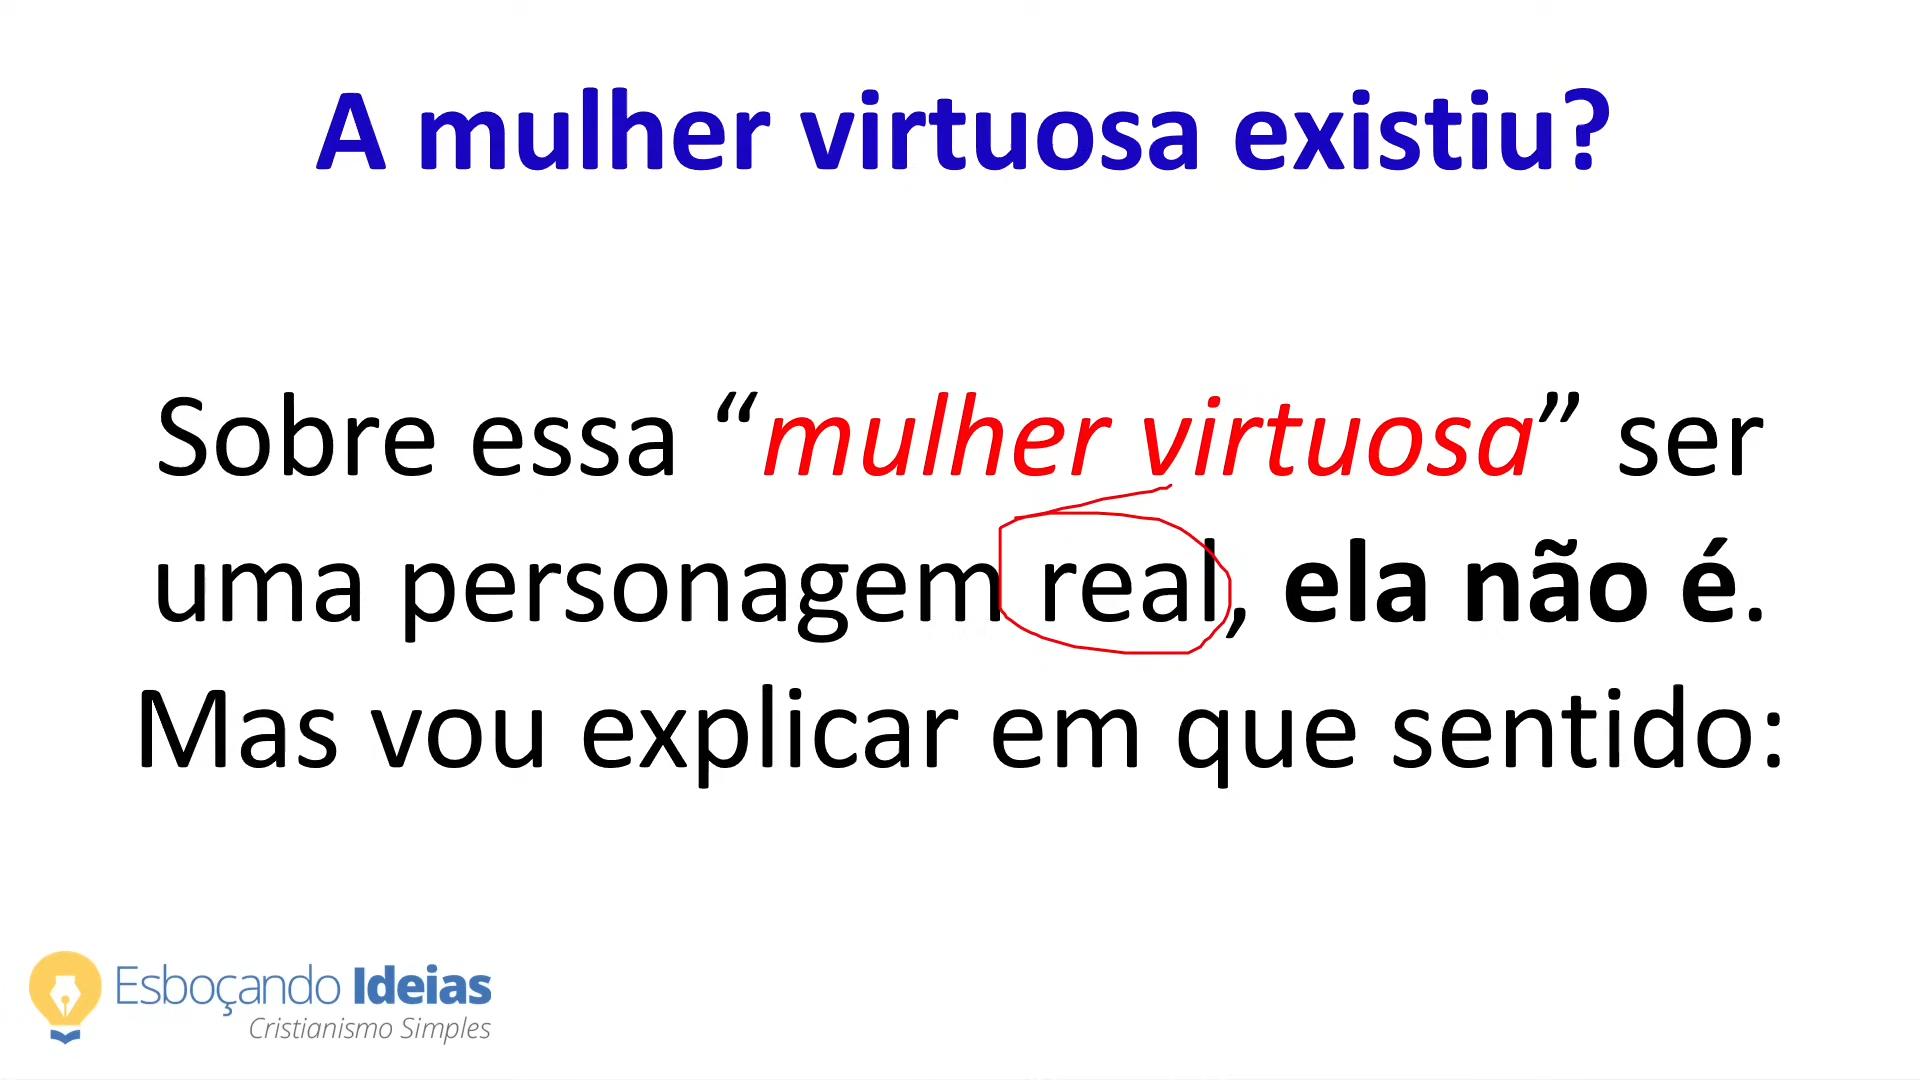 A mulher virtuosa existiu?
Sobre essa “mulher virtuosa” ser
uma personagem real, ela não é.
Mas vou explicar em que sentido:
Esboçando Ideias
Cristianismo Simples